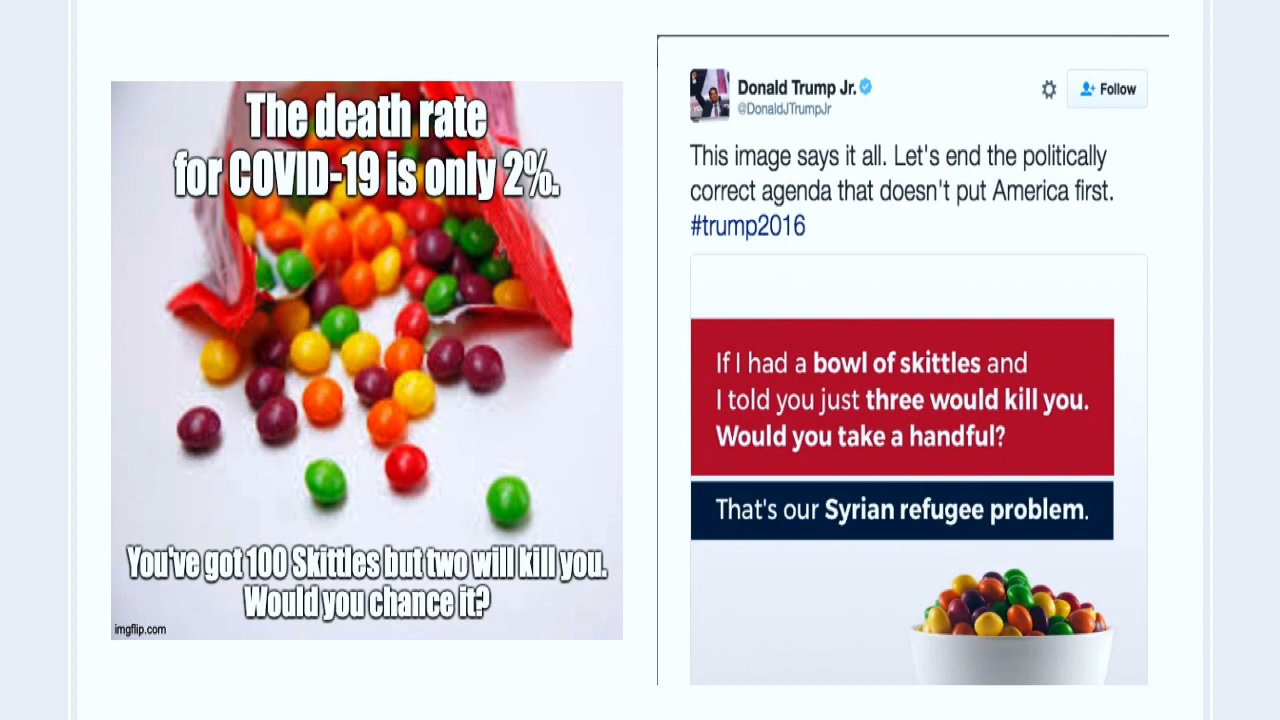 The death rate
for COVID-19 is only 2%.
You've got 100 Skittles but two will kill you.
Would you chance it?
imgflip.com
Donald Trump Jr.
@DonaldJTrumpJr
Follow
This image says it all. Let's end the politically
correct agenda that doesn't put America first.
#trump2016
If I had a bowl of skittles and
I told you just three would kill you.
Would you take a handful?
That's our Syrian refugee problem.